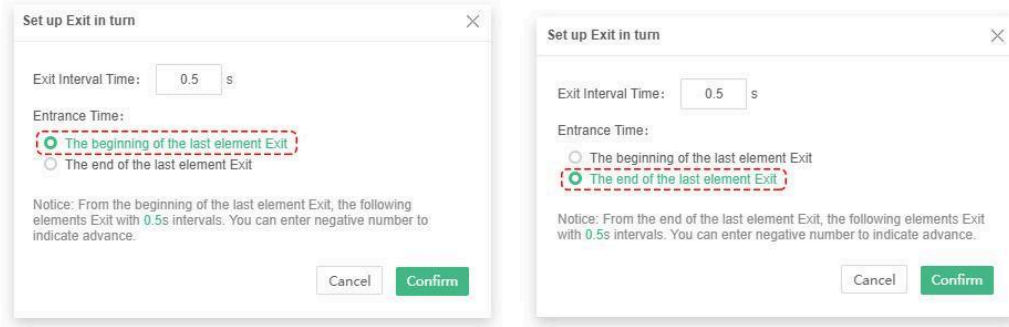 Set up Exit in turn
Exit Interval Time: 0.5 s
Entrance Time:
The beginning of the last element Exit
The end of the last element Exit
Notice: From the beginning of the last element Exit, the following
elements Exit with 0.5s intervals. You can enter negative number to
indicate advance.
Cancel Confirm
Set up Exit in turn
Exit Interval Time: 0.5 s
Entrance Time:
The beginning of the last element Exit
The end of the last element Exit
Notice: From the end of the last element Exit, the following elements Exit
with 0.5s intervals. You can enter negative number to indicate advance.
Cancel Confirm